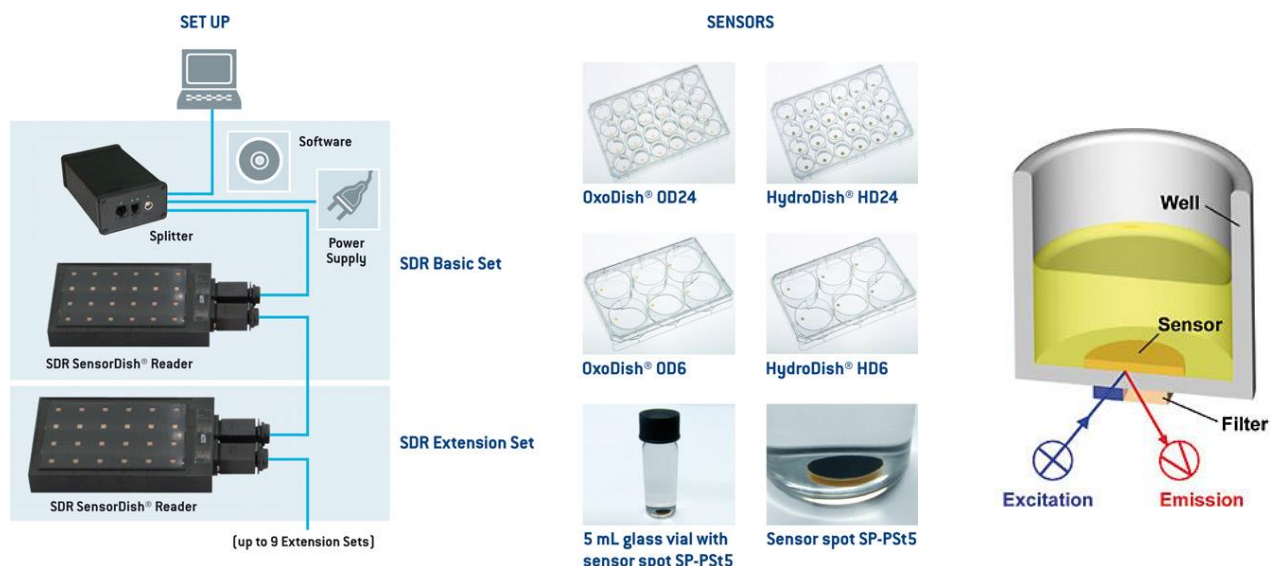 SET UP
Software
Splitter
Power
Supply
SDR Basic Set
SDR
SDR SensorDish® Reader
SDR Extension Set
SDR
SDR SensorDish® Reader
(up to 9 Extension Sets)
SENSORS
OxoDish® OD24
HydroDish® HD24
OxoDish® OD6
HydroDish® HD6
5 mL glass vial with
sensor spot SP-PSt5
Sensor spot SP-PSt5
Well
Sensor
Filter
Excitation
Emission